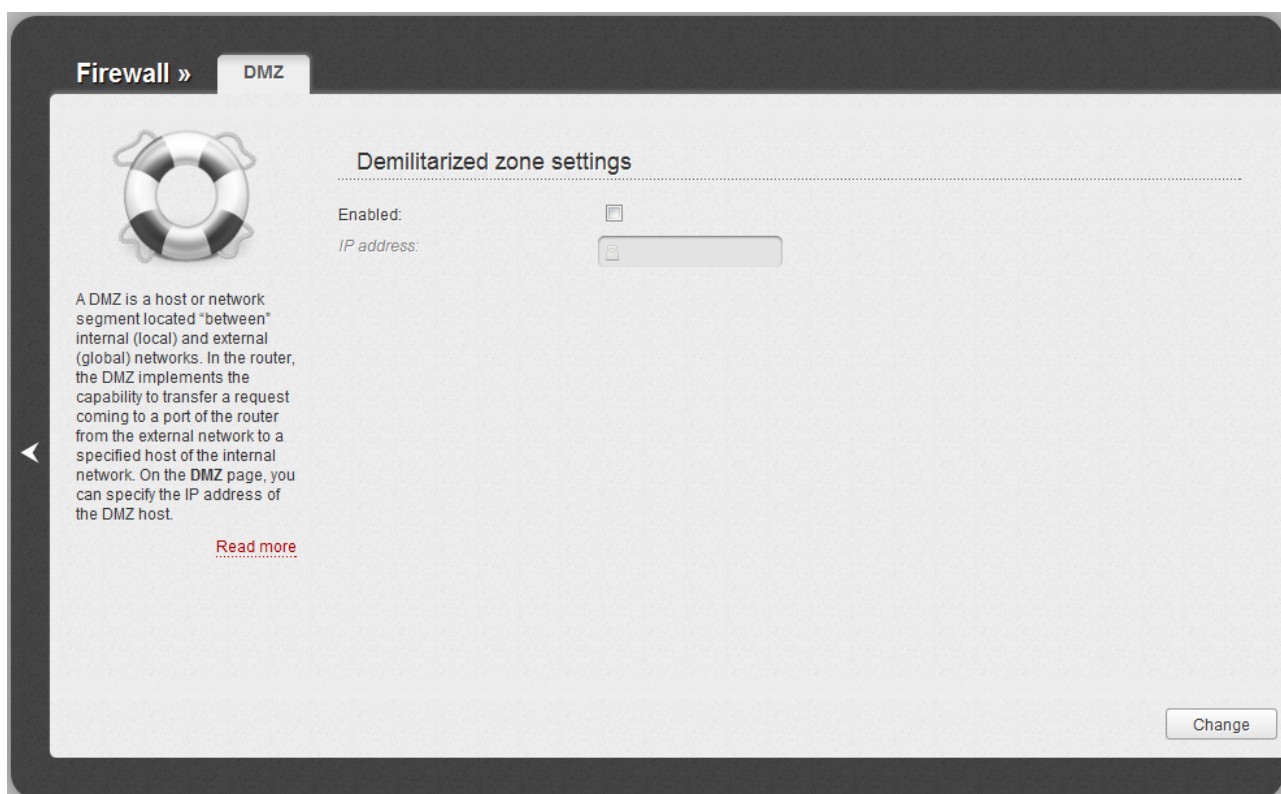 Firewall »
DMZ
Demilitarized zone settings
Enabled:
IP address:
A DMZ is a host or network
segment located “between”
internal (local) and external
(global) networks. In the router,
the DMZ implements the
capability to transfer a request
coming to a port of the router
from the external network to a
specified host of the internal
network. On the DMZ page, you
can specify the IP address of
the DMZ host.
Read more
Change